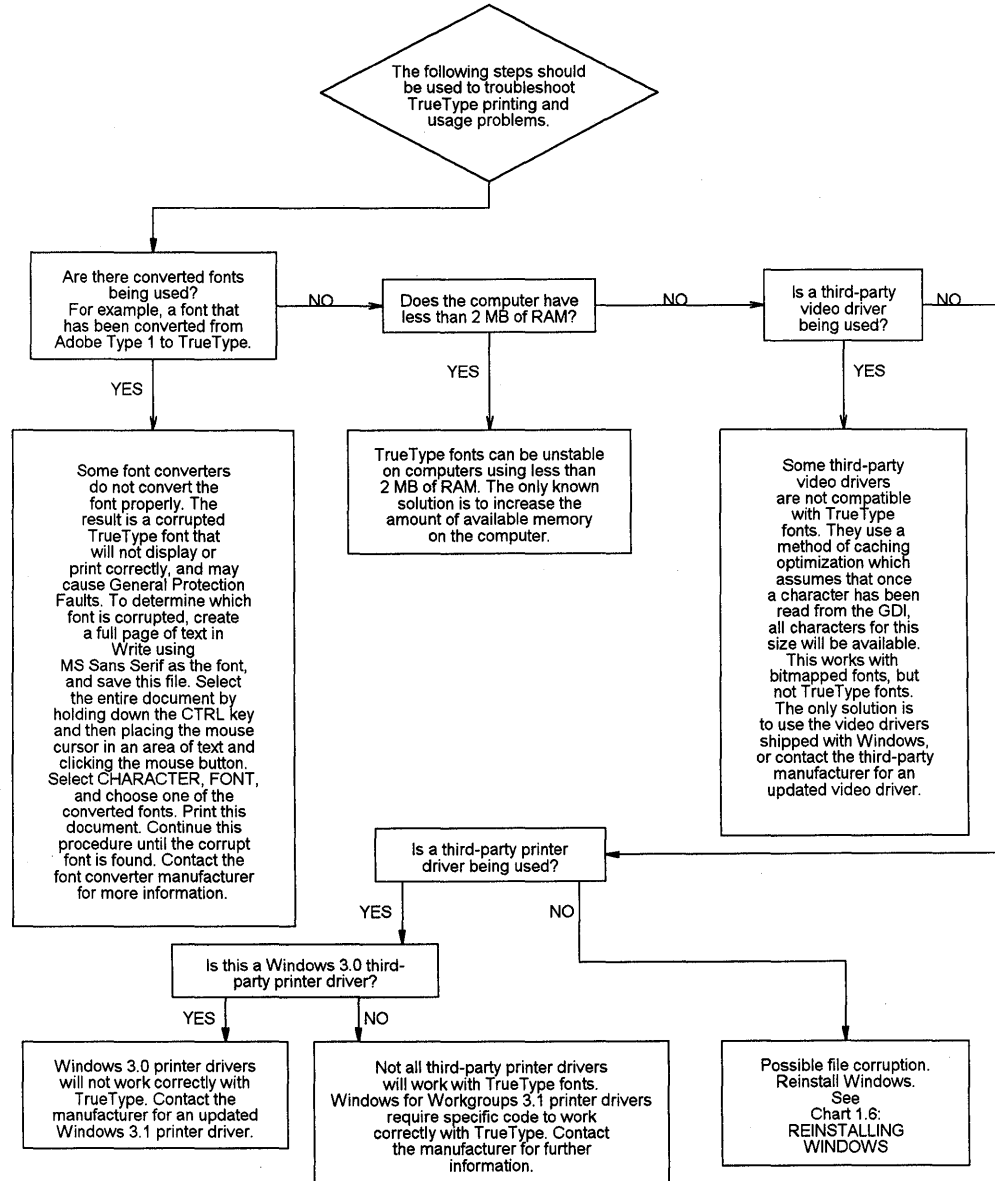 The following steps should
be used to troubleshoot
TrueType printing and
usage problems.
Are there converted fonts
being used?
For example, a font that
has been converted from
Adobe Type 1 to TrueType.
NO
Does the computer have
less than 2 MB of RAM?
NO
Is a third-party
video driver
being used?
NO
YES
YES
YES
Some font converters
do not convert the
font properly. The
result is a corrupted
TrueType font that
will not display or
print correctly, and may
cause General Protection
Faults. To determine which
font is corrupted, create
a full page of text in
Write using
MS Sans Serif as the font,
and save this file. Select
the entire document by
holding down the CTRL key
and then placing the mouse
cursor in an area of text and
clicking the mouse button.
Select CHARACTER, FONT,
and choose one of the
converted fonts. Print this
document. Continue this
procedure until the corrupt
font is found. Contact the
font converter manufacturer
for more information.
TrueType fonts can be unstable
on computers using less than
2 MB of RAM. The only known
solution is to increase the
amount of available memory
on the computer.
Some third-party
video drivers
are not compatible
with TrueType
fonts. They use a
method of caching
optimization which
assumes that once
a character has been
read from the GDI,
all characters for this
size will be available.
This works with
bitmapped fonts, but
not TrueType fonts.
The only solution is
to use the video drivers
shipped with Windows,
or contact the third-party
manufacturer for an
updated video driver.
Is a third-party printer
driver being used?
YES
NO
Is this a Windows 3.0 third-
party printer driver?
YES
NO
Windows 3.0 printer drivers
will not work correctly with
TrueType. Contact the
manufacturer for an updated
Windows 3.1 printer driver.
Not all third-party printer drivers
will work with TrueType fonts.
Windows for Workgroups 3.1 printer drivers
require specific code to work
correctly with TrueType. Contact
the manufacturer for further
information.
Possible file corruption.
Reinstall Windows.
See
Chart 1.6:
REINSTALLING
WINDOWS